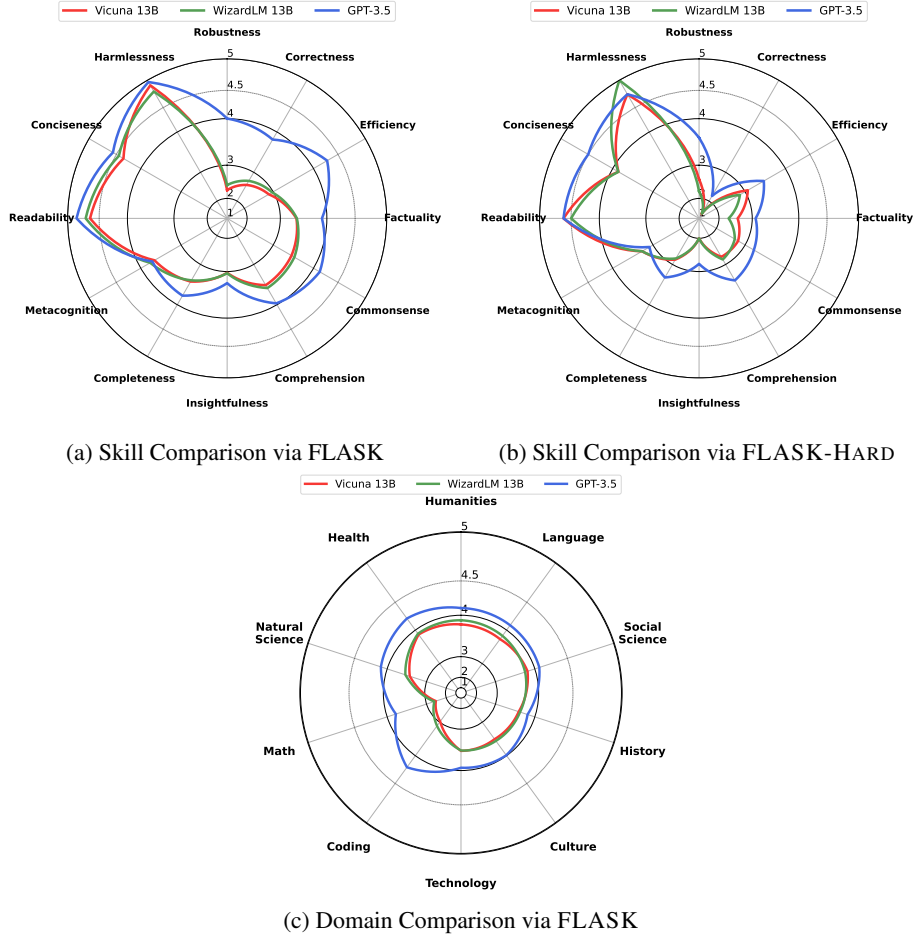 Vicuna 13B WizardLM 13B GPT-3.5
Robustness
Harmlessness
Correctness
Conciseness
Efficiency
Readability
Factuality
Metacognition
Commonsense
Completeness
Comprehension
Insightfulness
5
4.5
4
3
2
1
(a) Skill Comparison via FLASK
Vicuna 13B WizardLM 13B GPT-3.5
Robustness
Harmlessness
Correctness
Conciseness
Efficiency
Readability
Factuality
Metacognition
Commonsense
Completeness
Comprehension
Insightfulness
5
4.5
4
3
2
1
(b) Skill Comparison via FLASK-HARD
Vicuna 13B WizardLM 13B GPT-3.5
Humanities
Health
Language
Natural
Science
Social
Science
Math
History
Coding
Culture
Technology
5
4.5
4
3
2
1
(c) Domain Comparison via FLASK